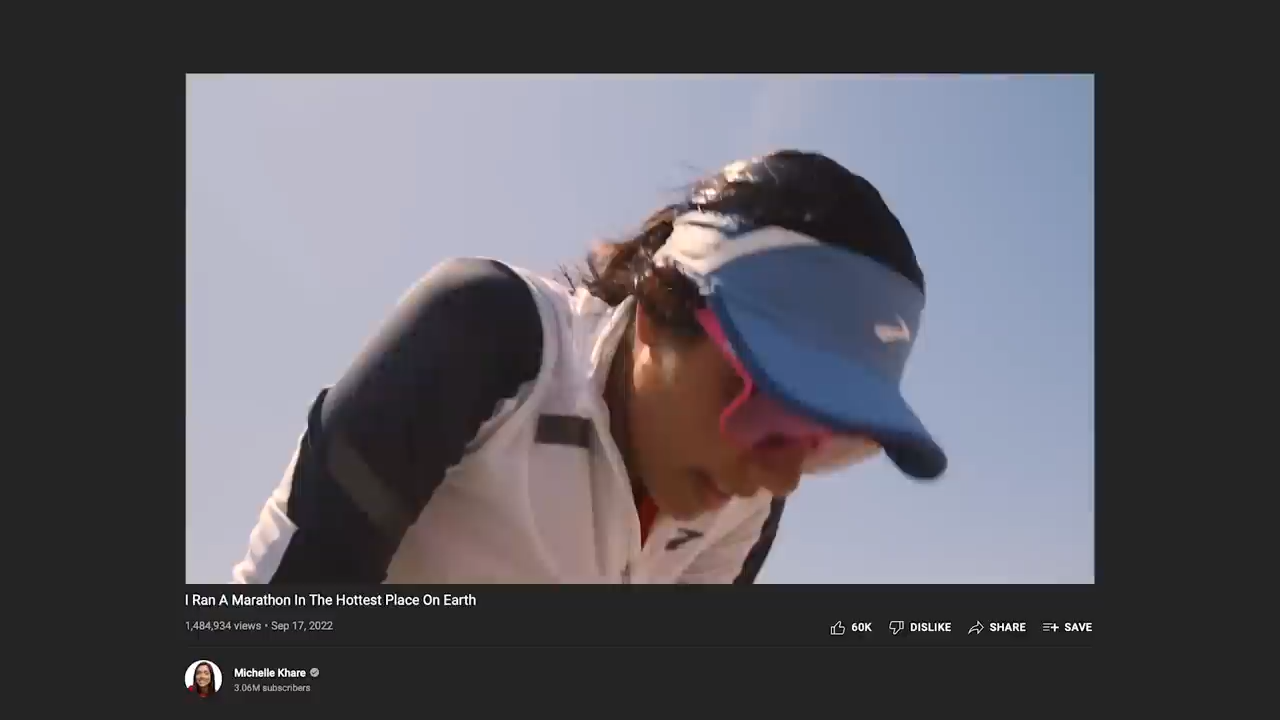 I Ran A Marathon In The Hottest Place On Earth
1,484,934 views • Sep 17, 2022
60K
DISLIKE
SHARE
SAVE
Michelle Khare
3.06M subscribers